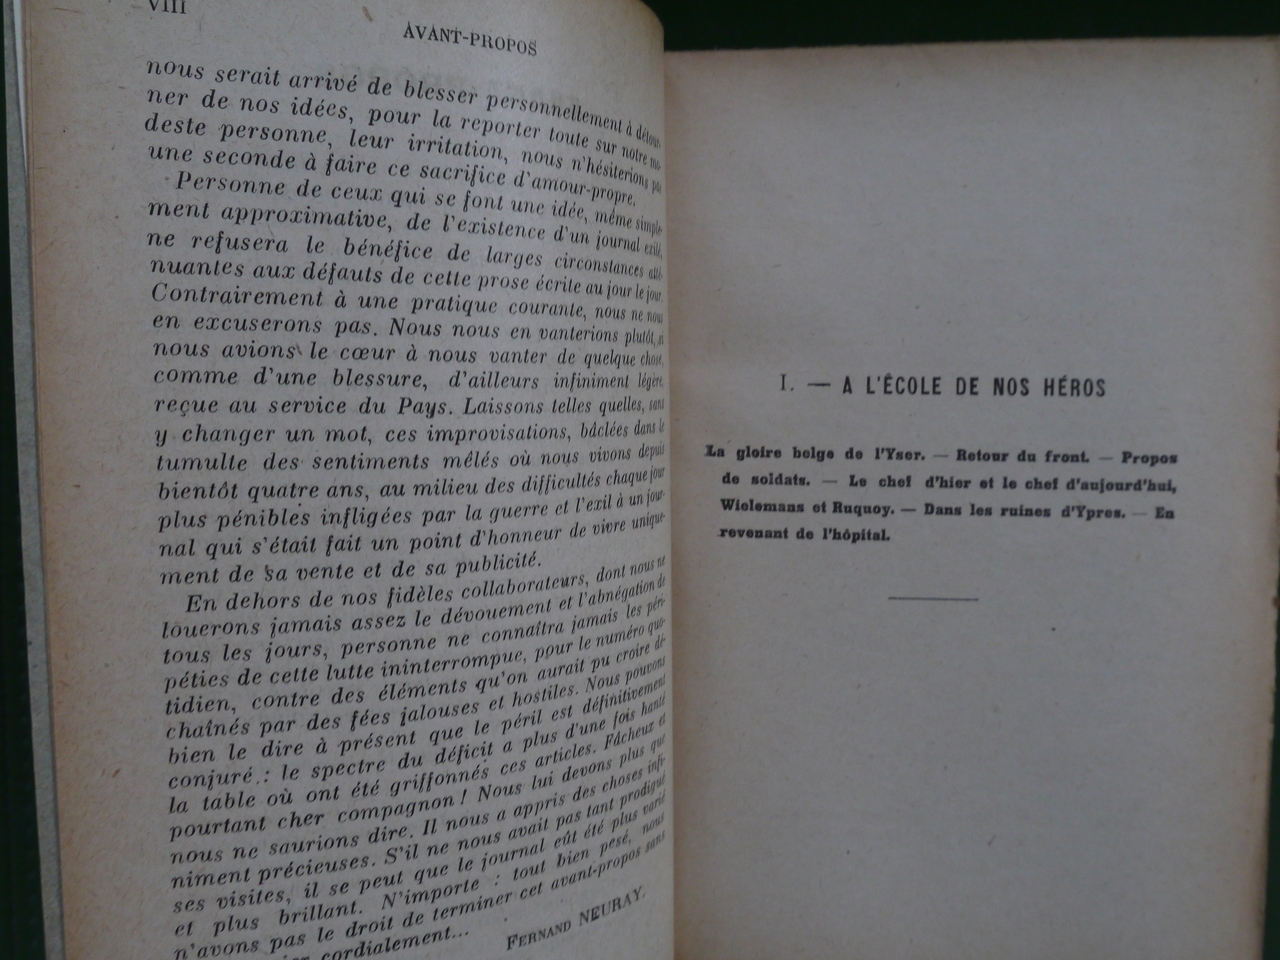 VIII
AVANT-PROPOS
nous serait arrivé de blesser personnellement à détour-
ner de nos idées, pour la reporter toute sur notre mo-
deste personne, leur irritation, nous n'hésiterions pas
une seconde à faire ce sacrifice d'amour-propre.
Personne de ceux qui se font une idée, même simple-
ment approximative, de l'existence d'un journal exilé,
ne refusera le bénéfice de larges circonstances atté-
nuantes aux défauts de cette prose écrite au jour le jour.
Contrairement à une pratique courante, nous ne nous
en excuserons pas. Nous nous en vanterions plutôt, si
nous avions le cœur à nous vanter de quelque chose,
comme d'une blessure, d'ailleurs infiniment légère,
reçue au service du Pays. Laissons telles quelles, sans
y changer un mot, ces improvisations, bâclées dans le
tumulte des sentiments mêlés où nous vivons depuis
bientôt quatre ans, au milieu des difficultés chaque jour
plus pénibles infligées par la guerre et l'exil à un jour-
nal qui s'était fait un point d'honneur de vivre unique-
ment de sa vente et de sa publicité.
En dehors de nos fidèles collaborateurs, dont nous ne
louerons jamais assez le dévouement et l'abnégation de
tous les jours, personne ne connaîtra jamais les péri-
péties de cette lutte ininterrompue, pour le numéro quo-
tidien, contre des éléments qu'on aurait pu croire dé-
chaînés par des fées jalouses et hostiles. Nous pouvons
bien le dire à présent que le péril est définitivement
conjuré : le spectre du déficit a plus d'une fois hanté
la table où ont été griffonnés ces articles. Fâcheux et
pourtant cher compagnon ! Nous lui devons plus que
nous ne saurions dire. Il nous a appris des choses infi-
niment précieuses. S'il ne nous avait pas tant prodigué
ses visites, il se peut que le journal eût été plus varié
et plus brillant. N'importe : tout bien pesé, nous
n'avons pas le droit de terminer cet avant-propos sans
cordialement...
FERNAND NEURAY.
I. — A L'ÉCOLE DE NOS HÉROS
La gloire belge de l'Yser. — Retour du front. — Propos
de soldats. — Le chef d'hier et le chef d'aujourd'hui,
Wielemans et Ruquoy. — Dans les ruines d'Ypres. — En
revenant de l'hôpital.